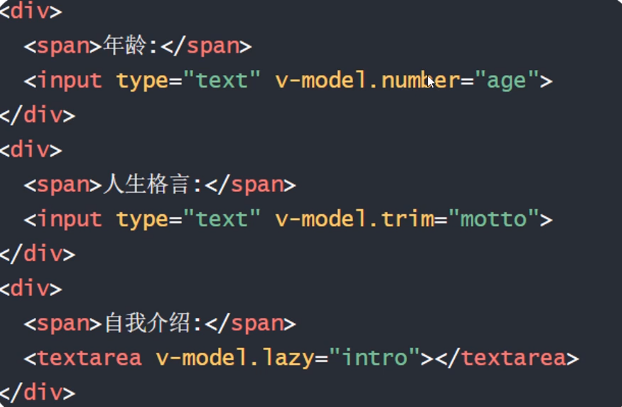 <div>
<span>年龄:</span>
<input type="text" v-model.number="age">
</div>
<div>
<span>人生格言:</span>
<input type="text" v-model.trim="motto">
</div>
<div>
<span>自我介绍:</span>
<textarea v-model.lazy="intro"></textarea>
</div>